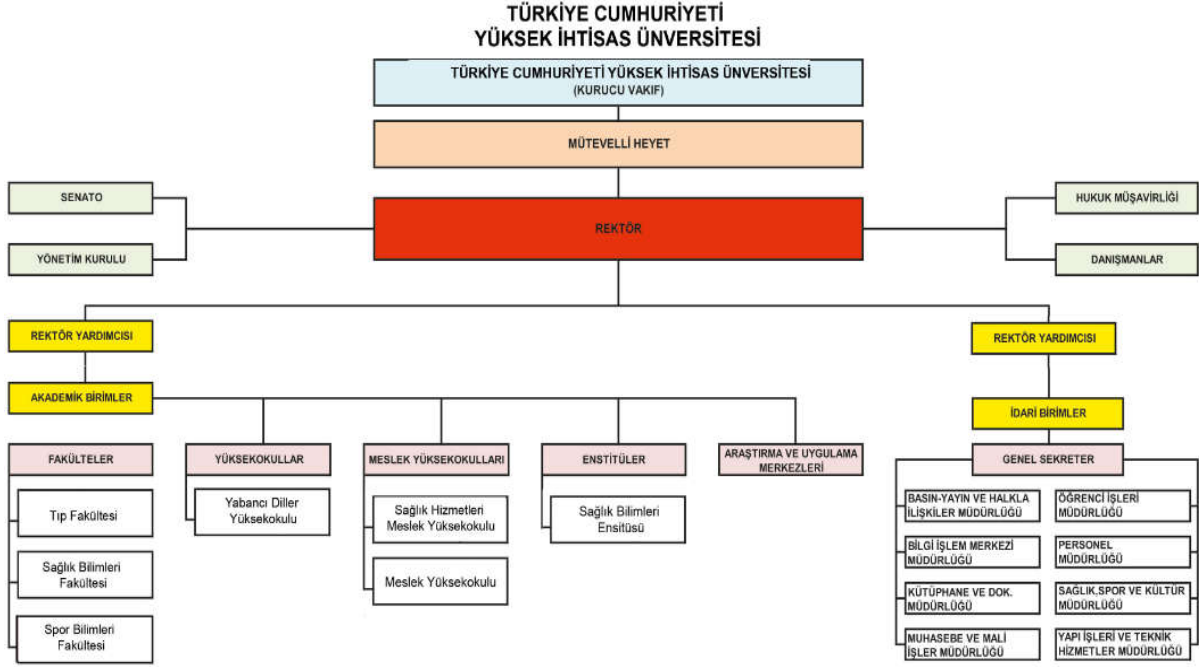 TÜRKİYE CUMHURİYETİ
YÜKSEK İHTİSAS ÜNVERSİTESİ
TÜRKİYE CUMHURİYETİ YÜKSEK İHTİSAS ÜNVERSİTESİ
(KURUCU VAKIF)
MÜTEVELLİ HEYET
SENATO
YÖNETİM KURULU
REKTÖR
HUKUK MÜŞAVİRLİĞİ
DANIŞMANLAR
REKTÖR YARDIMCISI
REKTÖR YARDIMCISI
AKADEMİK BİRİMLER
İDARİ BİRİMLER
FAKÜLTELER
Tıp Fakültesi
Sağlık Bilimleri
Fakültesi
Spor Bilimleri
Fakültesi
YÜKSEKOKULLAR
Yabancı Diller
Yüksekokulu
MESLEK YÜKSEKOKULLARI
Sağlık Hizmetleri
Meslek Yüksekokulu
Meslek Yüksekokulu
ENSTİTÜLER
Sağlık Bilimleri
Ensitüsü
ARAŞTIRMA VE UYGULAMA
MERKEZLERİ
GENEL SEKRETER
BASIN-YAYIN VE HALKLA
İLİŞKİLER MÜDÜRLÜĞÜ
BİLGİ İŞLEM MERKEZİ
MÜDÜRLÜĞÜ
KÜTÜPHANE VE DOK.
MÜDÜRLÜĞÜ
MUHASEBE VE MALİ
İŞLER MÜDÜRLÜĞÜ
ÖĞRENCİ İŞLERİ
MÜDÜRLÜĞÜ
PERSONEL
MÜDÜRLÜĞÜ
SAĞLIK,SPOR VE KÜLTÜR
MÜDÜRLÜĞÜ
YAPI İŞLERİ VE TEKNİK
HİZMETLER MÜDÜRLÜĞÜ